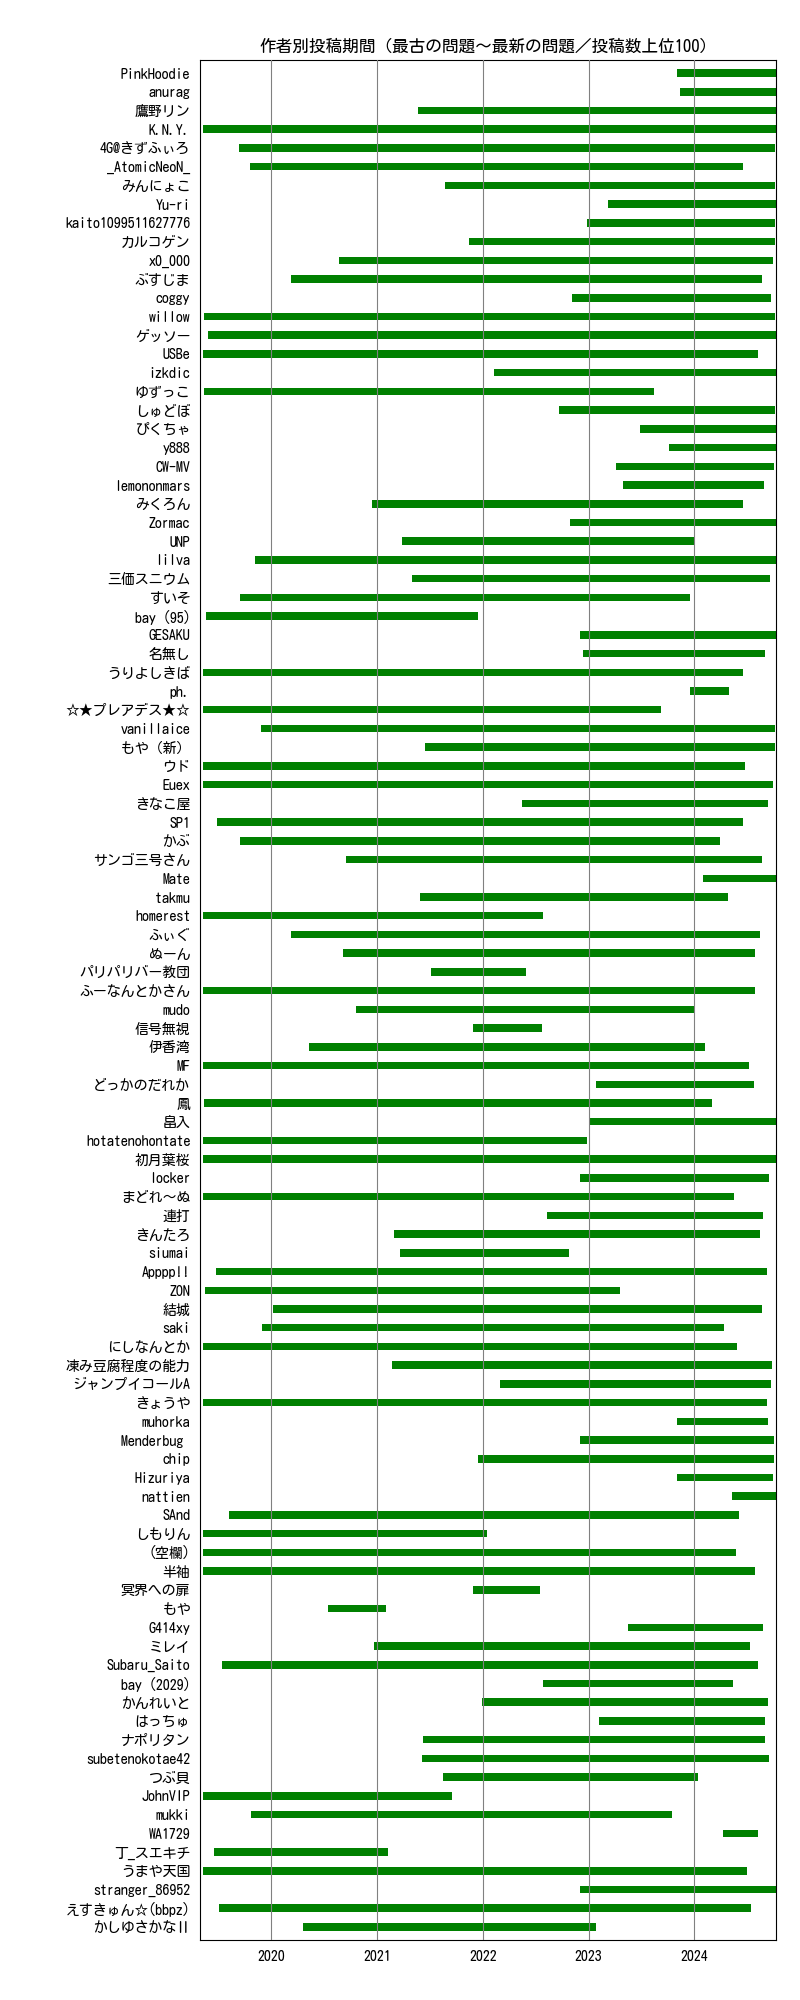 作者別投稿期間（最古の問題～最新の問題／投稿数上位100）
PinkHoodie
anurag
鷹野リン
K.N.Y.
4G@きずふぃろ
_AtomicNeoN_
みんにょこ
Yu-ri
kaito1099511627776
カルコゲン
x0_000
ぶすじま
coggy
willow
ゲッソー
USBe
izkdic
ゆずっこ
しゅどぼ
ぴくちゃ
y888
CW-MV
lemononmars
みくろん
Zormac
UNP
lilva
三価スニウム
すいそ
bay (95)
GESAKU
名無し
うりよしきば
ph.
☆★プレアデス★☆
vanillaice
もや（新）
ウド
Euex
きなこ屋
SP1
かぶ
サンゴ三号さん
Mate
takmu
homerest
ふぃぐ
ぬーん
パリパリバー教団
ふーなんとかさん
mudo
信号無視
伊香湾
MF
どっかのだれか
鳳
畠入
hotatenohontate
初月葉桜
locker
まどれ～ぬ
連打
きんたろ
siumai
Appppll
ZON
結城
saki
にしなんとか
凍み豆腐程度の能力
ジャンプイコールA
きょうや
muhorka
Menderbug
chip
Hizuriya
nattien
SAnd
しもりん
(空欄)
半袖
冥界への扉
もや
G414xy
ミレイ
Subaru_Saito
bay (2029)
かんれいと
はっちゅ
ナポリタン
subetenokotae42
つぶ貝
JohnVIP
mukki
WA1729
丁_スエキチ
うまや天国
stranger_86952
えすきゅん☆(bbpz)
かしゆさかなII
2020 2021 2022 2023 2024